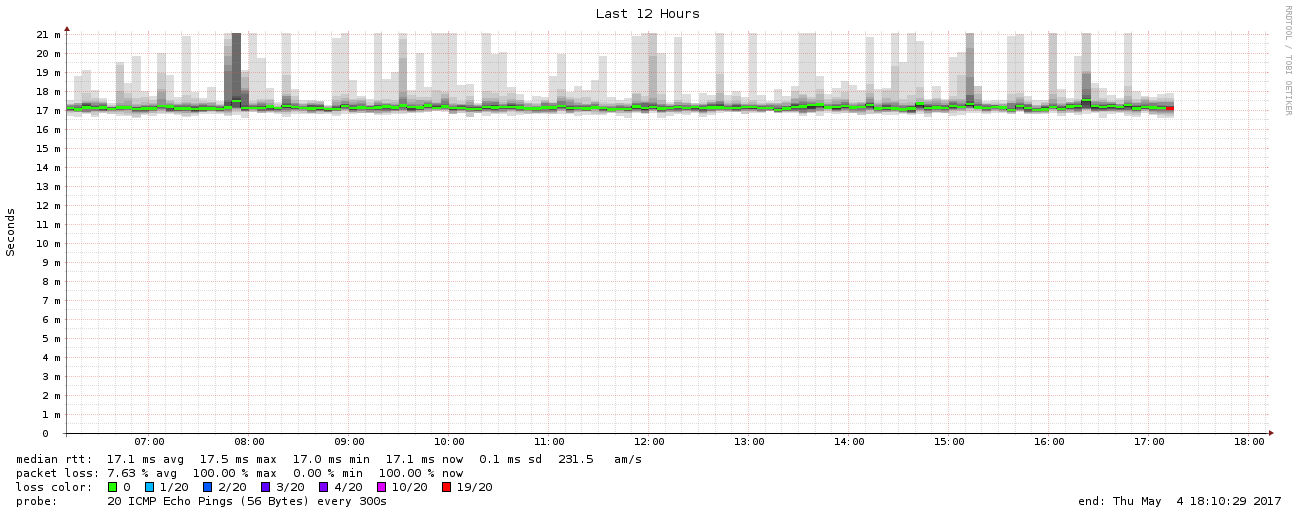 Last 12 Hours
RRDTOOL / TOBI OETIKER
Seconds
21 m
20 m
19 m
18 m
17 m
16 m
15 m
14 m
13 m
12 m
11 m
10 m
9 m
8 m
7 m
6 m
5 m
4 m
3 m
2 m
1 m
0
07:00 08:00 09:00 10:00 11:00 12:00 13:00 14:00 15:00 16:00 17:00 18:00
median rtt: 17.1 ms avg 17.5 ms max 17.0 ms min 17.1 ms now 0.1 ms sd 231.5 am/s
packet loss: 7.63 % avg 100.00 % max 0.00 % min 100.00 % now
loss color: 0 1/20 2/20 3/20 4/20 10/20 19/20
probe: 20 ICMP Echo Pings (56 Bytes) every 300s end: Thu May 4 18:10:29 2017